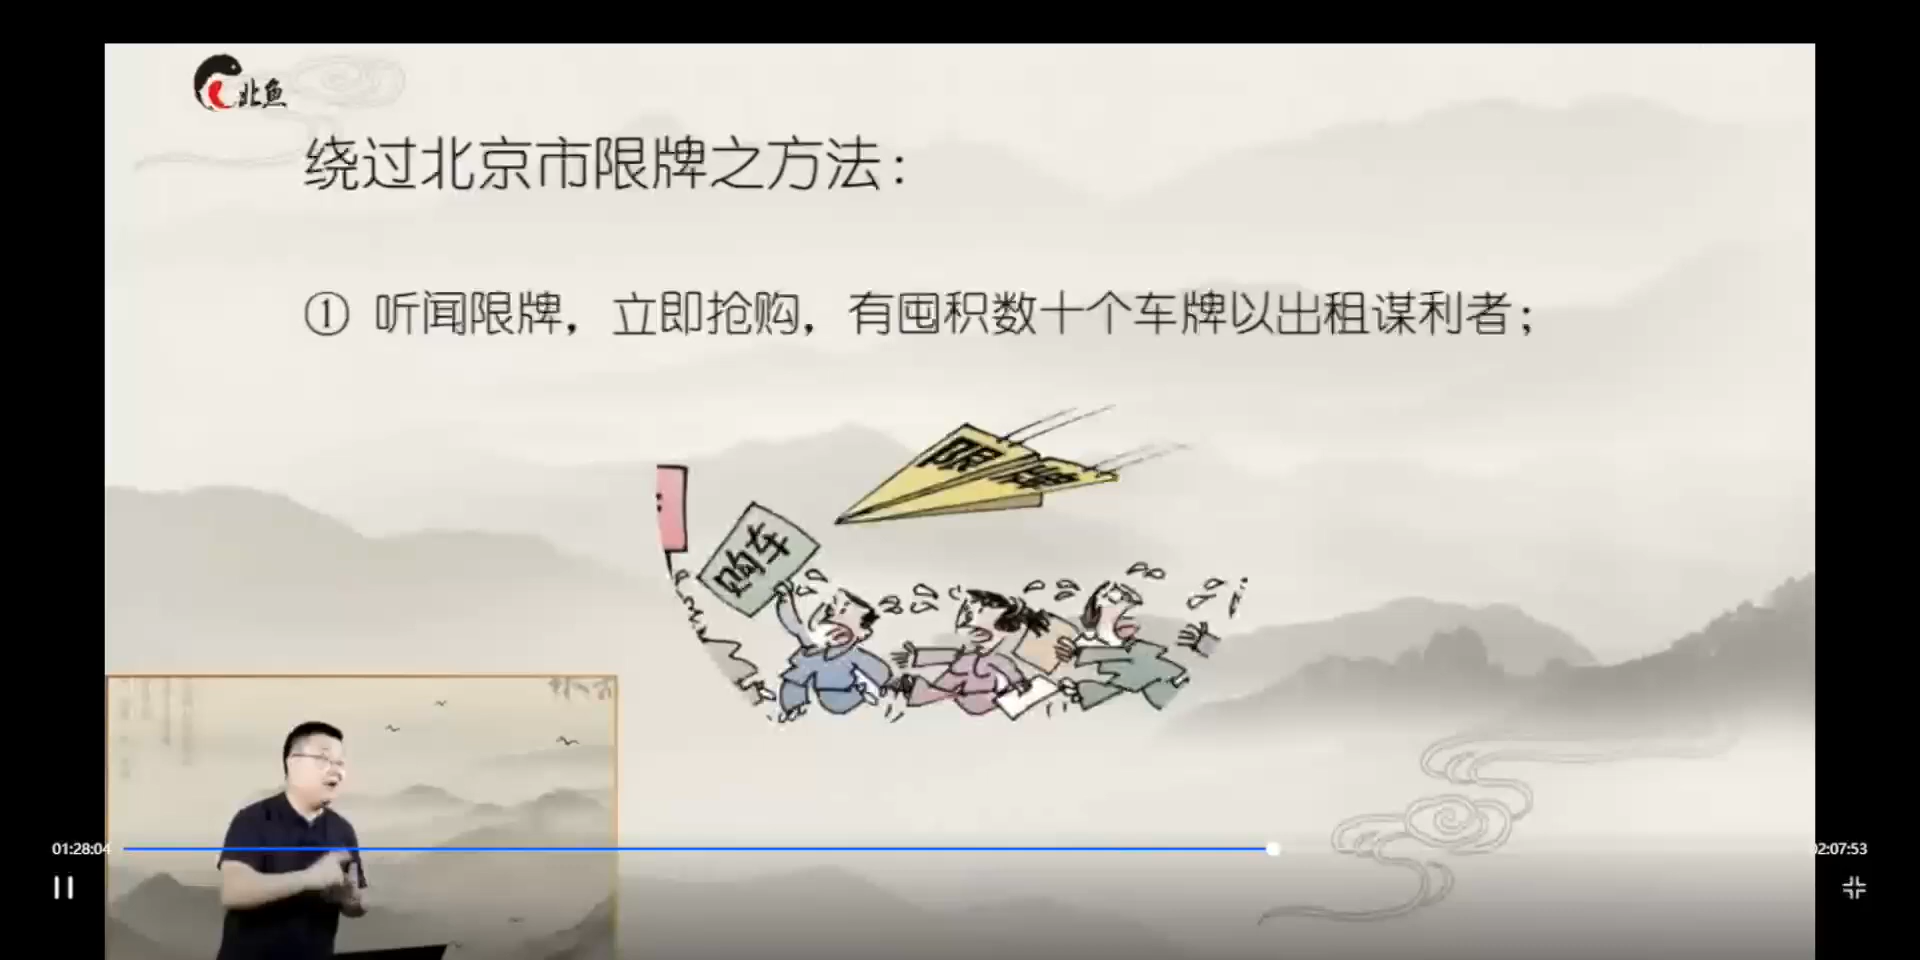 北鱼
绕过北京市限牌之方法：
① 听闻限牌，立即抢购，有囤积数十个车牌以出租谋利者；
限牌
购车
01:28:04
02:07:53